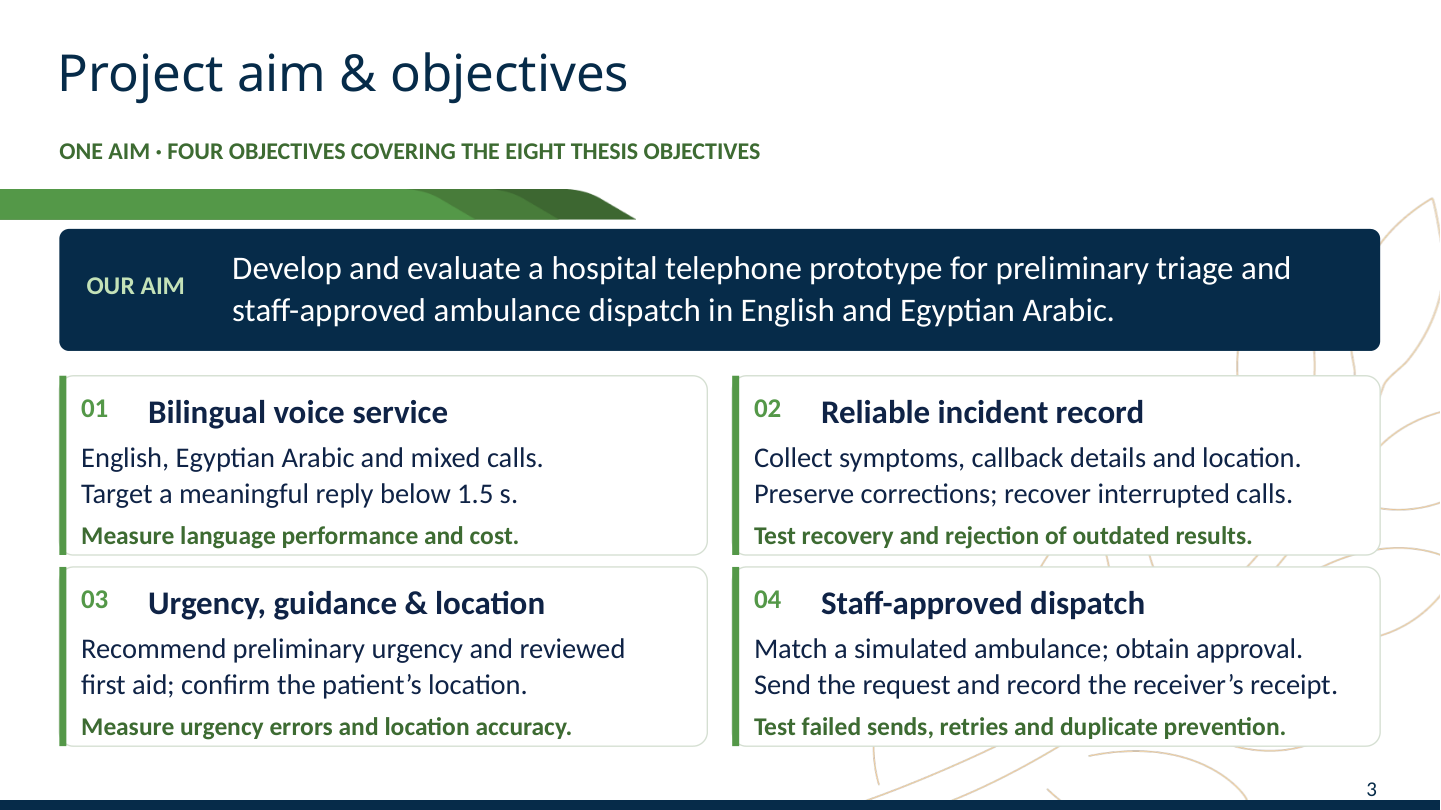 Project aim & objectives
ONE AIM · FOUR OBJECTIVES COVERING THE EIGHT THESIS OBJECTIVES
OUR AIM
Develop and evaluate a hospital telephone prototype for preliminary triage and
staff-approved ambulance dispatch in English and Egyptian Arabic.
01 Bilingual voice service
English, Egyptian Arabic and mixed calls.
Target a meaningful reply below 1.5 s.
Measure language performance and cost.
02 Reliable incident record
Collect symptoms, callback details and location.
Preserve corrections; recover interrupted calls.
Test recovery and rejection of outdated results.
03 Urgency, guidance & location
Recommend preliminary urgency and reviewed
first aid; confirm the patient’s location.
Measure urgency errors and location accuracy.
04 Staff-approved dispatch
Match a simulated ambulance; obtain approval.
Send the request and record the receiver’s receipt.
Test failed sends, retries and duplicate prevention.
3